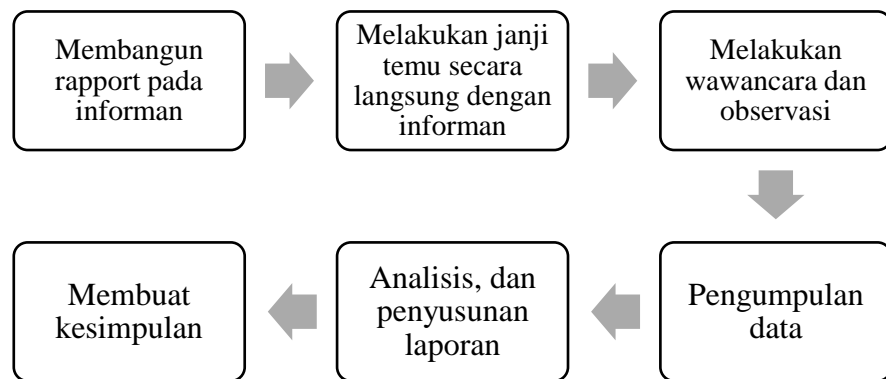 Membangun
rapport pada
informan
Melakukan janji
temu secara
langsung dengan
informan
Melakukan
wawancara dan
observasi
Pengumpulan
data
Analisis, dan
penyusunan
laporan
Membuat
kesimpulan